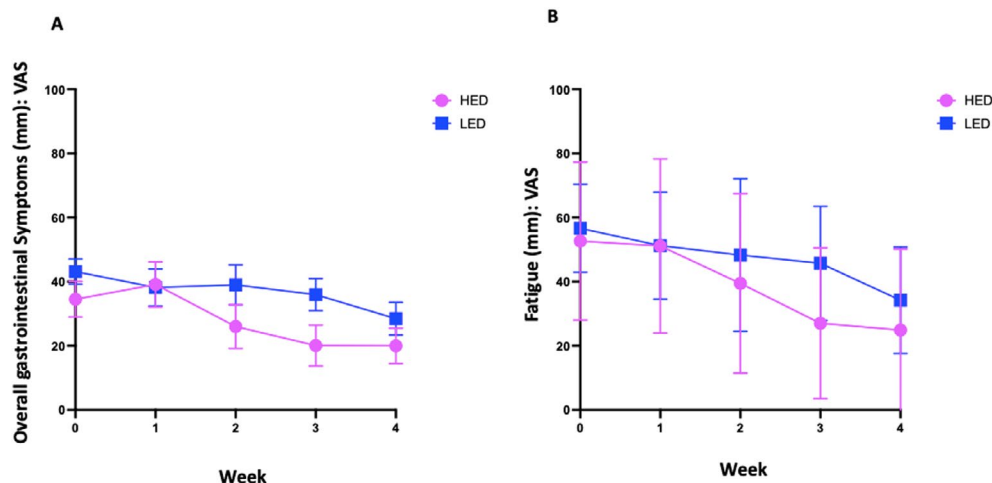 A
Overall gastrointestinal Symptoms (mm): VAS
100
80
60
40
20
0
0 1 2 3 4
Week
HED
LED
B
Fatigue (mm): VAS
100
80
60
40
20
0
0 1 2 3 4
Week
HED
LED